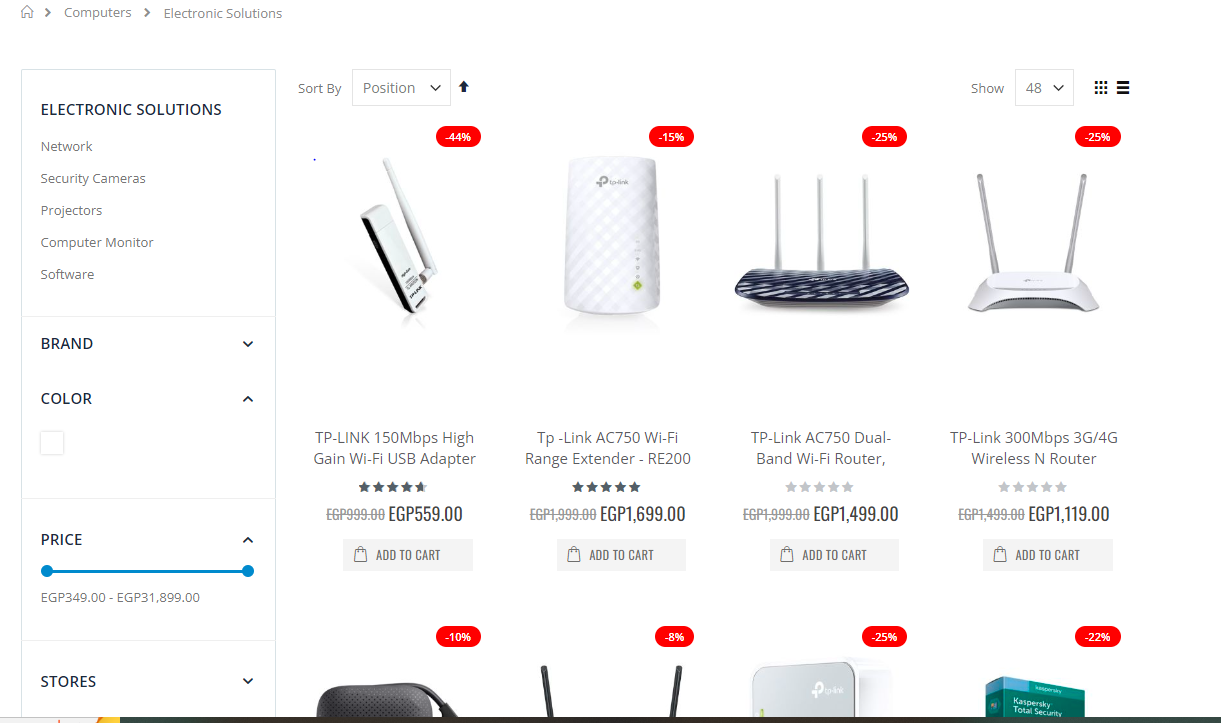 Computers
Electronic Solutions
ELECTRONIC SOLUTIONS
Network
Security Cameras
Projectors
Computer Monitor
Software
BRAND
COLOR
PRICE
EGP349.00 - EGP31,899.00
STORES
Sort By
Position
Show
48
-44%
-15%
-25%
-25%
tp-link
TP-LINK 150Mbps High
Gain Wi-Fi USB Adapter
EGP999.00 EGP559.00
ADD TO CART
Tp -Link AC750 Wi-Fi
Range Extender - RE200
EGP1,999.00 EGP1,699.00
ADD TO CART
TP-Link AC750 Dual-
Band Wi-Fi Router,
EGP1,999.00 EGP1,499.00
ADD TO CART
TP-Link 300Mbps 3G/4G
Wireless N Router
EGP1,499.00 EGP1,119.00
ADD TO CART
-10%
-8%
-25%
-22%
tp-link
kaspersky
Kaspersky
Total Security